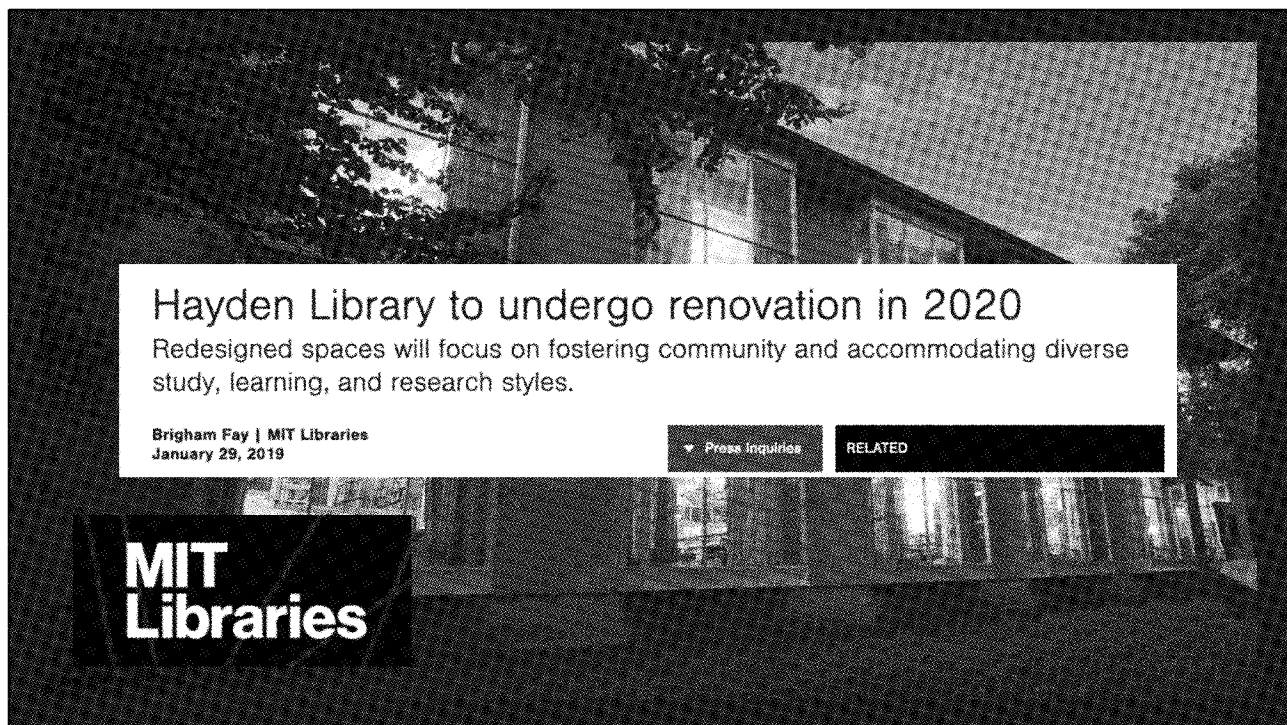 Hayden Library to undergo renovation in 2020
Redesigned spaces will focus on fostering community and accommodating diverse
study, learning, and research styles.
Brigham Fay | MIT Libraries
January 29, 2019
Press Inquiries
RELATED
MIT
Libraries